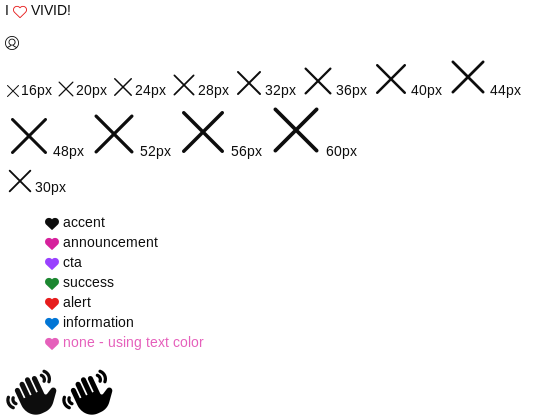 I VIVID!
16px 20px 24px 28px 32px 36px 40px 44px
48px 52px 56px 60px
30px
accent
announcement
cta
success
alert
information
none - using text color